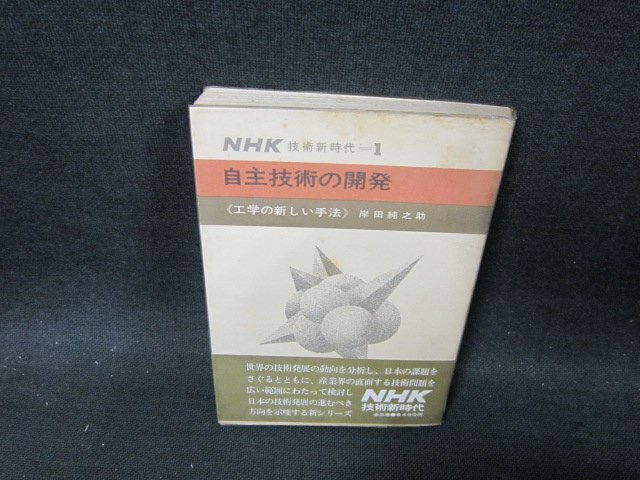 NHK 技術新時代 1
自主技術の開発
《工学の新しい手法》 岸田純之助
世界の技術発展の動向を分析し、日本の課題を
さぐるとともに、産業界の直面する技術問題を
広い範囲にわたって検討し
日本の技術発展の進むべき
方向を示唆する新シリーズ
NHK
技術新時代